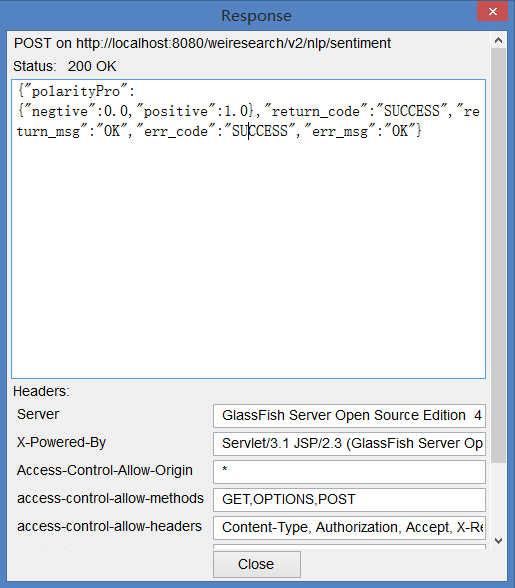 Response
POST on http://localhost:8080/weiresearch/v2/nlp/sentiment
Status: 200 OK
{"polarityPro":
{"negtive":0.0,"positive":1.0},"return_code":"SUCCESS","re
turn_msg":"OK","err_code":"SUCCESS","err_msg":"OK"}
Headers:
Server GlassFish Server Open Source Edition 4
X-Powered-By Servlet/3.1 JSP/2.3 (GlassFish Server Op
Access-Control-Allow-Origin *
access-control-allow-methods GET,OPTIONS,POST
access-control-allow-headers Content-Type, Authorization, Accept, X-Re
Close